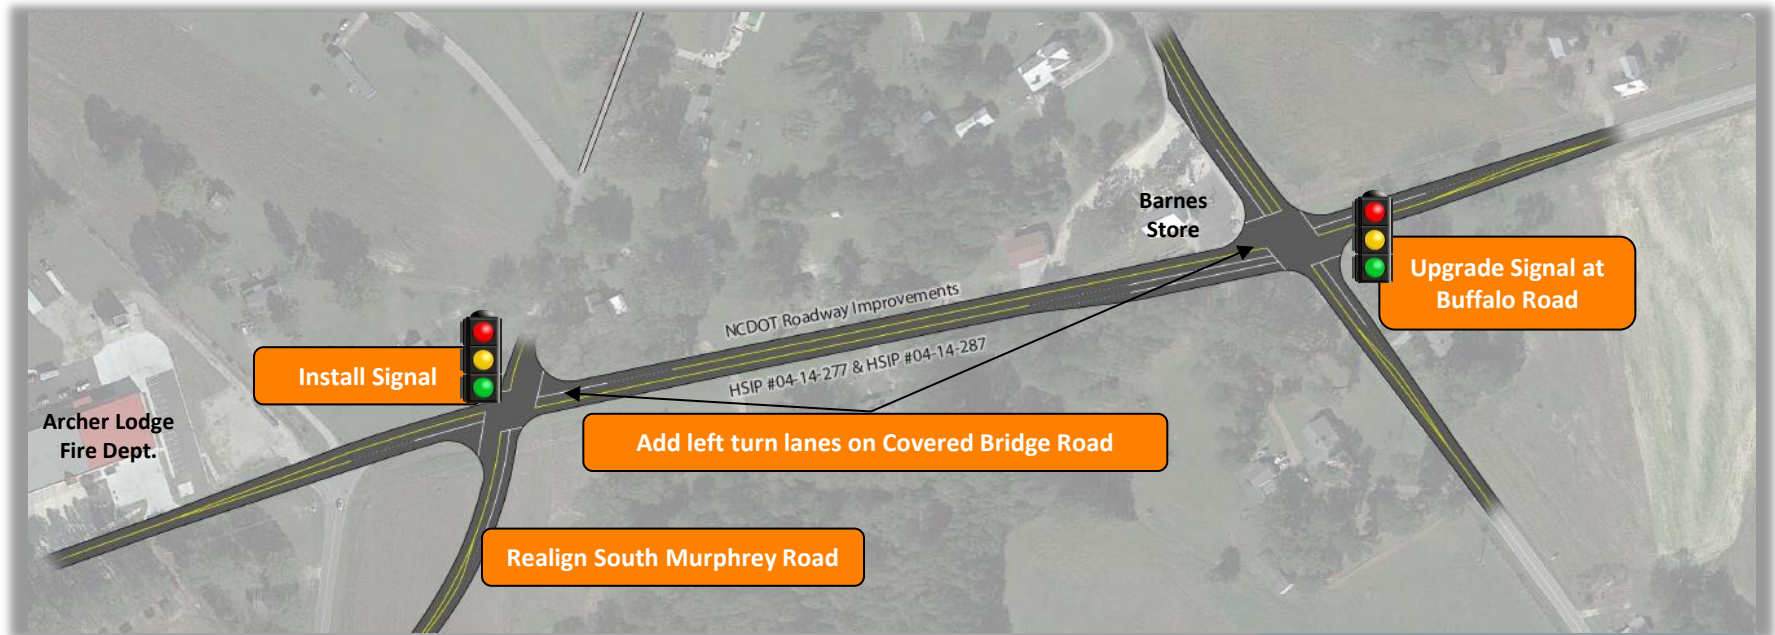 Barnes
Store
Upgrade Signal at
Buffalo Road
NCDOT Roadway Improvements
HSIP #04-14-277 & HSIP #04-14-287
Install Signal
Archer Lodge
Fire Dept.
Add left turn lanes on Covered Bridge Road
Realign South Murphrey Road